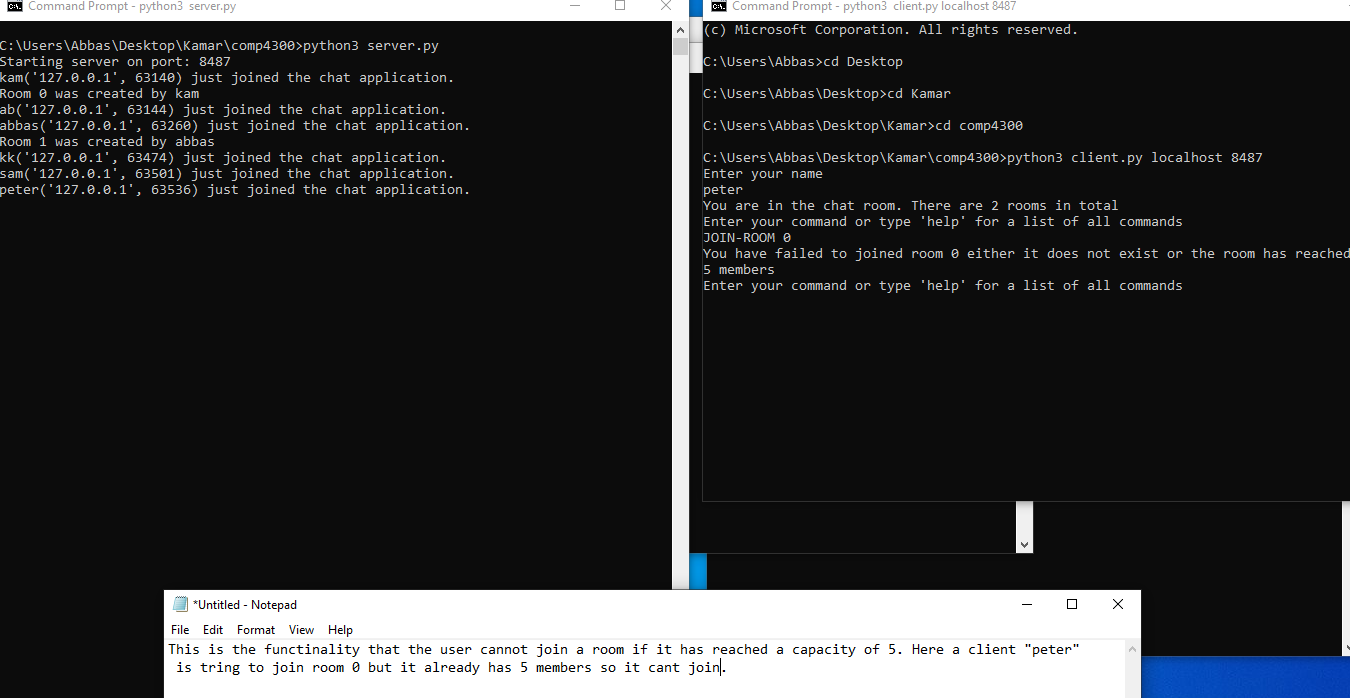 Command Prompt - python3 server.py
C:\Users\Abbas\Desktop\Kamar\comp4300>python3 server.py
Starting server on port: 8487
kam('127.0.0.1', 63140) just joined the chat application.
Room 0 was created by kam
ab('127.0.0.1', 63144) just joined the chat application.
abbas('127.0.0.1', 63260) just joined the chat application.
Room 1 was created by abbas
kk('127.0.0.1', 63474) just joined the chat application.
sam('127.0.0.1', 63501) just joined the chat application.
peter('127.0.0.1', 63536) just joined the chat application.
Command Prompt - python3 client.py localhost 8487
(c) Microsoft Corporation. All rights reserved.
C:\Users\Abbas>cd Desktop
C:\Users\Abbas\Desktop>cd Kamar
C:\Users\Abbas\Desktop\Kamar>cd comp4300
C:\Users\Abbas\Desktop\Kamar\comp4300>python3 client.py localhost 8487
Enter your name
peter
You are in the chat room. There are 2 rooms in total
Enter your command or type 'help' for a list of all commands
JOIN-ROOM 0
You have failed to joined room 0 either it does not exist or the room has reached
5 members
Enter your command or type 'help' for a list of all commands
*Untitled - Notepad
File Edit Format View Help
This is the functinality that the user cannot join a room if it has reached a capacity of 5. Here a client "peter"
is tring to join room 0 but it already has 5 members so it cant join.